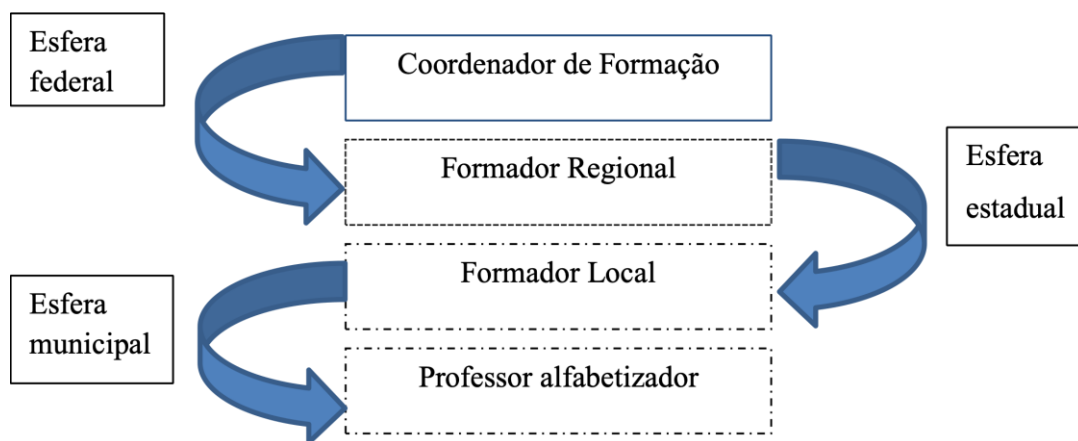 Esfera
federal
Coordenador de Formação
Formador Regional
Esfera
estadual
Formador Local
Esfera
municipal
Professor alfabetizador